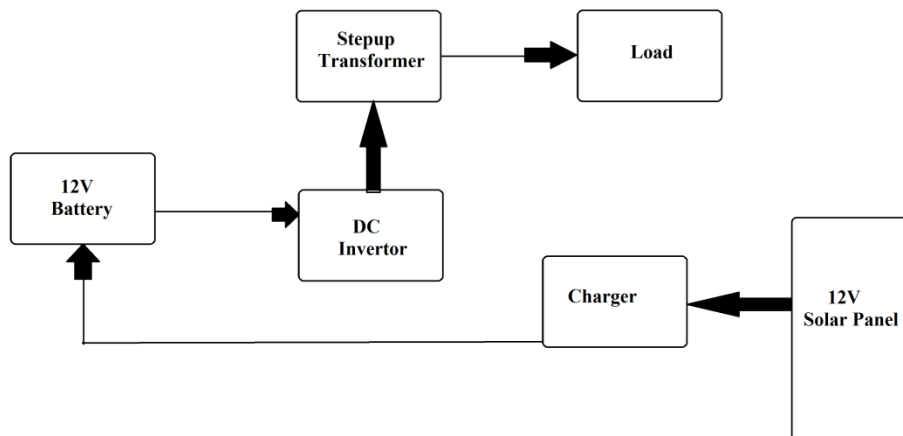 Stepup
Transformer
Load
12V
Battery
DC
Invertor
Charger
12V
Solar Panel